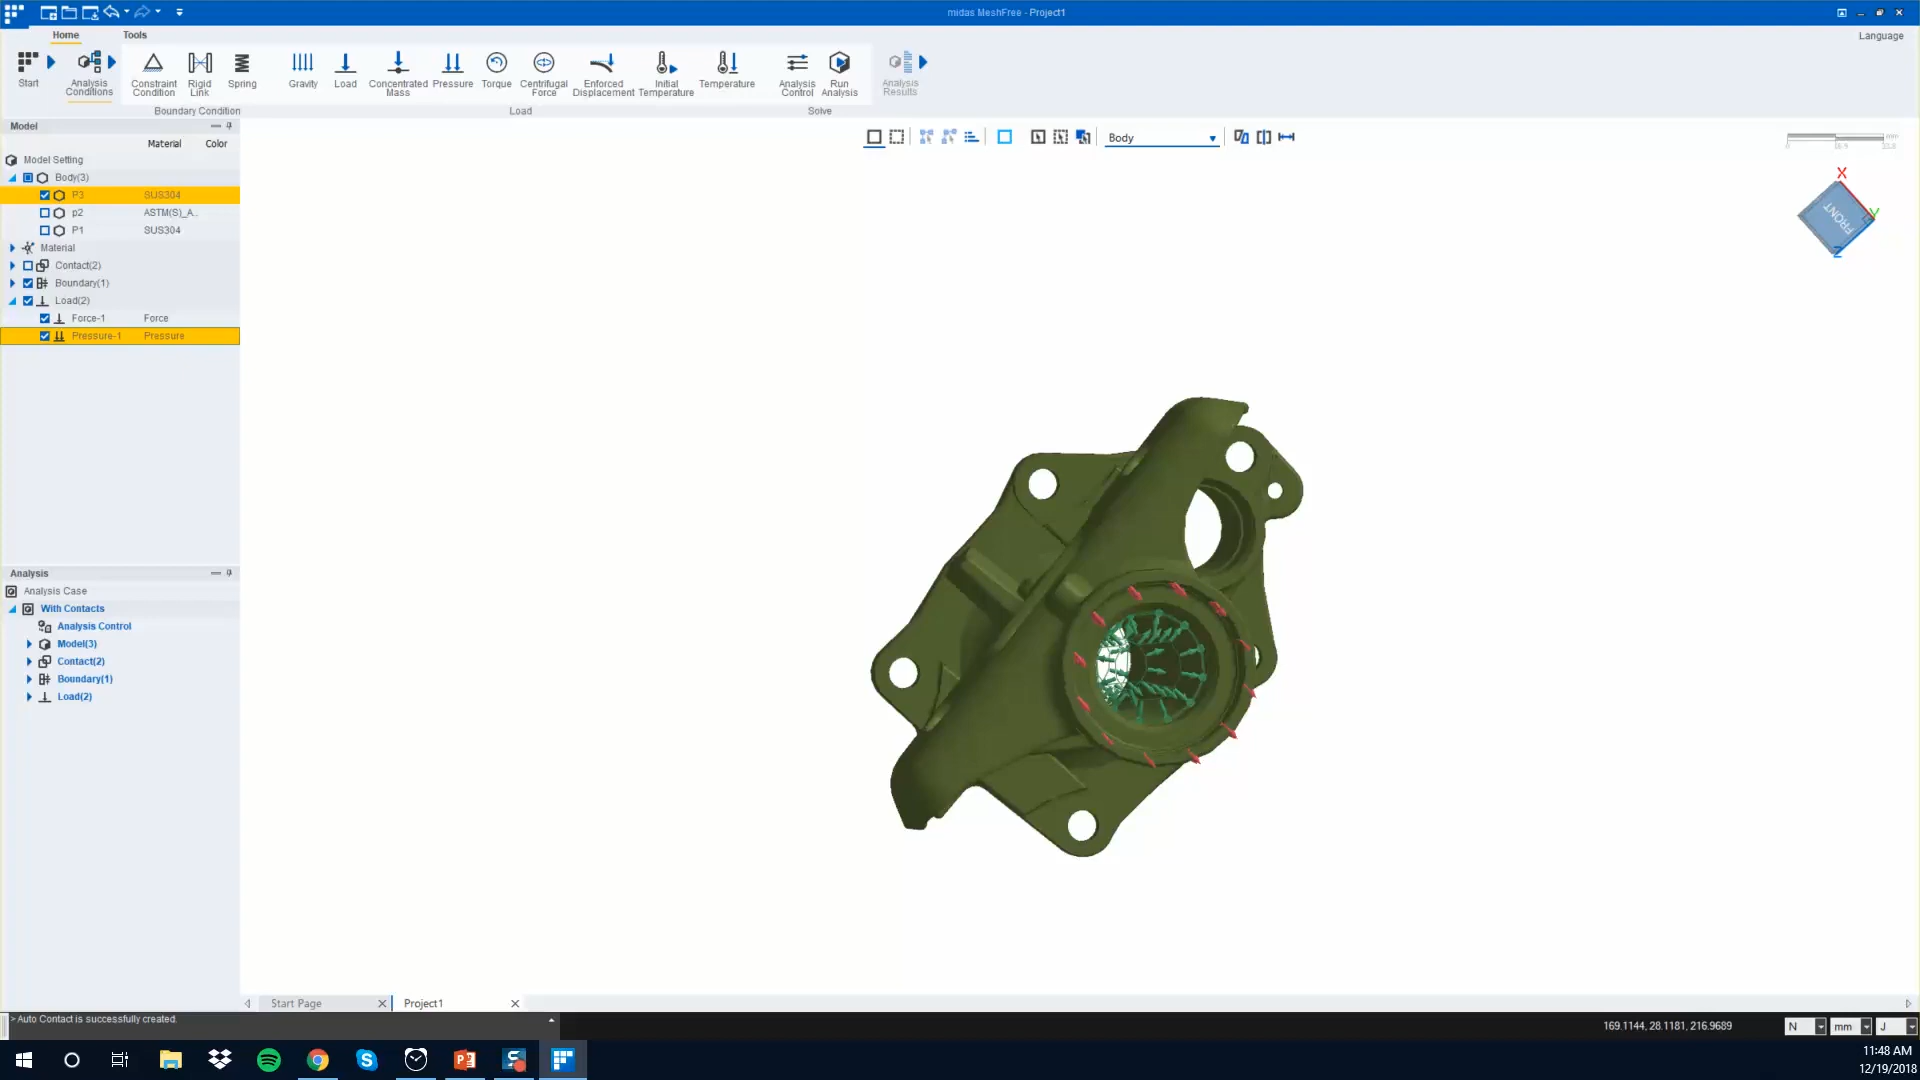 midas MeshFree - Project1
Home
Tools
Language
Start
Analysis Conditions
Constraint Condition
Rigid Link
Spring
Gravity
Load
Concentrated Mass
Pressure
Torque
Centrifugal Force
Enforced Displacement
Initial Temperature
Temperature
Analysis Control
Run Analysis
Analysis Results
Boundary Condition
Load
Solve
Model
Material
Color
Model Setting
Body(3)
P3 SUS304
p2 ASTM(S)_A..
P1 SUS304
Material
Contact(2)
Boundary(1)
Load(2)
Force-1 Force
Pressure-1 Pressure
Body
mm
X
Y
Z
FRONT
Analysis
Analysis Case
With Contacts
Analysis Control
Model(3)
Contact(2)
Boundary(1)
Load(2)
Start Page
Project1
> Auto Contact is successfully created.
169.1144, 28.1181, 216.9689
N
mm
J
11:48 AM
12/19/2018